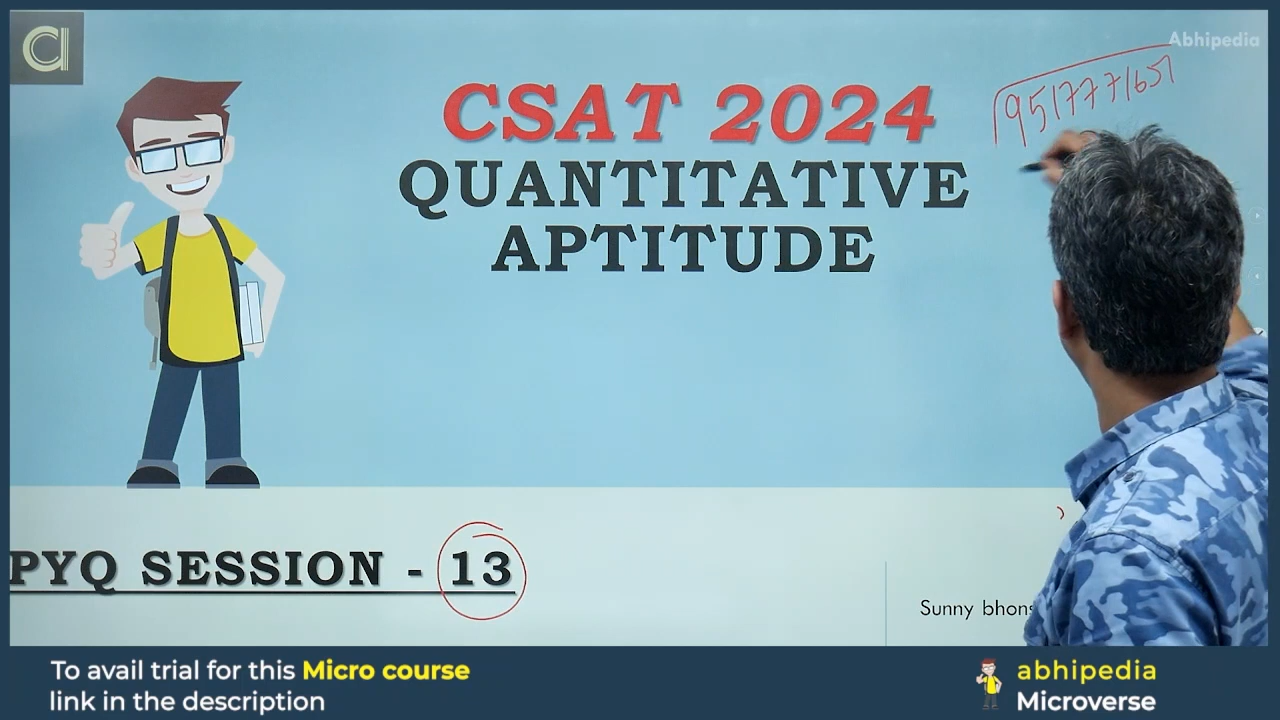 Abhipedia
9517771651
CSAT 2024
QUANTITATIVE
APTITUDE
PYQ SESSION - 13
Sunny bhons
To avail trial for this Micro course
link in the description
abhipedia
Microverse